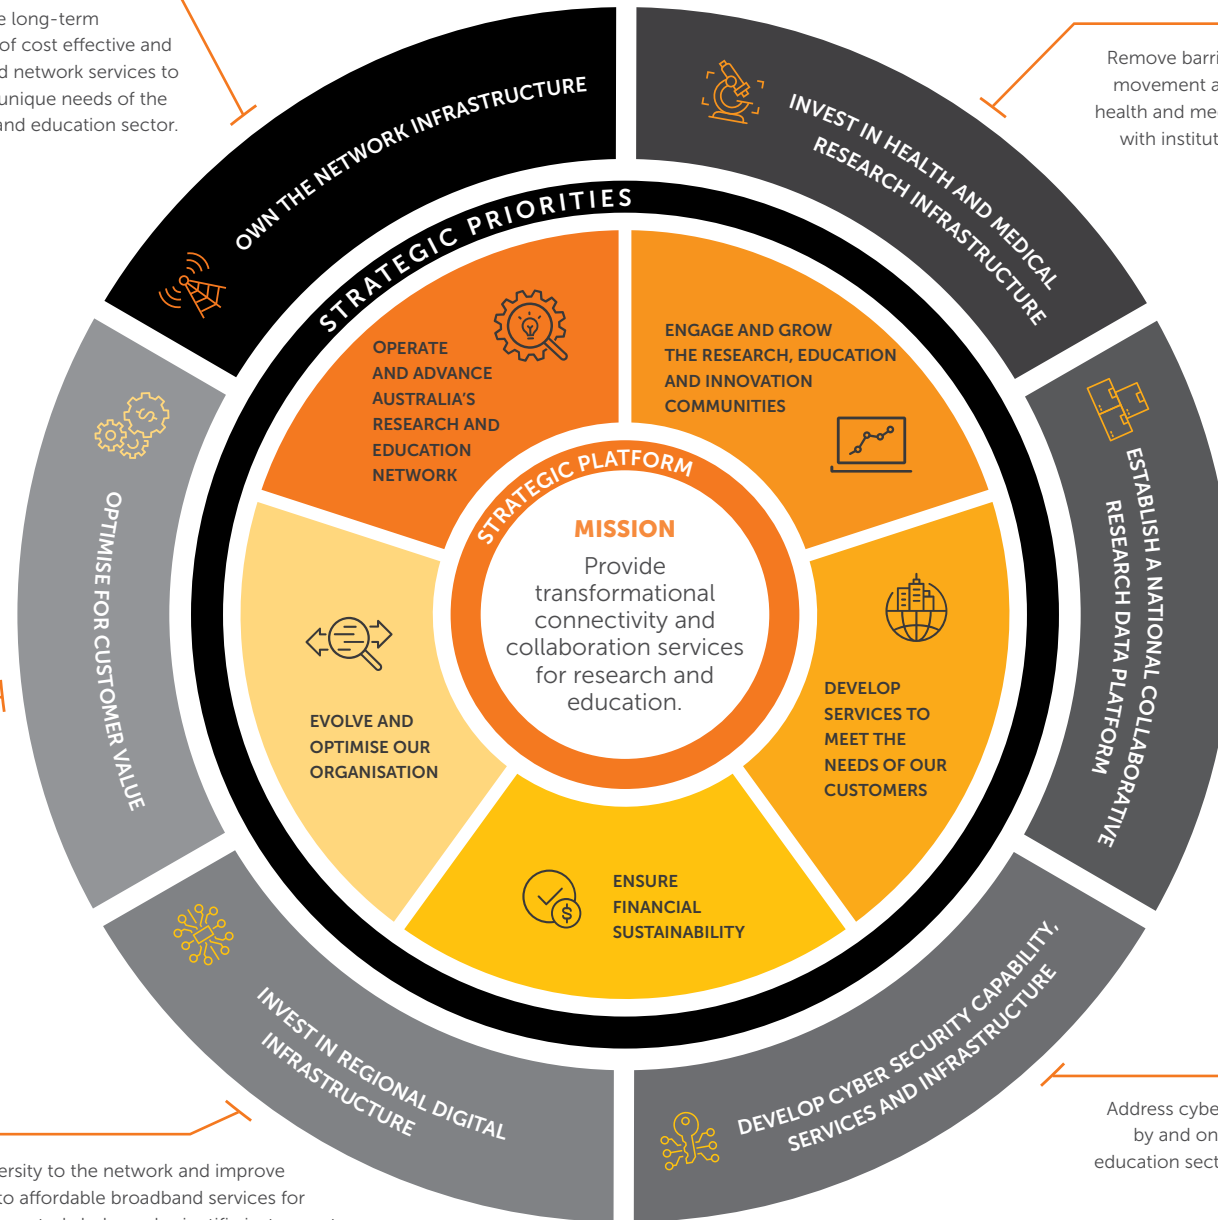 long-term
of cost effective and
network services to
unique needs of the
and education sector.
Remove
movement
health and
with
OWN THE NETWORK INFRASTRUCTURE
INVEST IN HEALTH AND MEDICAL
RESEARCH INFRASTRUCTURE
ESTABLISH A NATIONAL COLLABORATIVE
RESEARCH DATA PLATFORM
DEVELOP CYBER SECURITY CAPABILITY,
SERVICES AND INFRASTRUCTURE
INVEST IN REGIONAL DIGITAL
INFRASTRUCTURE
OPTIMISE FOR CUSTOMER VALUE
STRATEGIC PRIORITIES
OPERATE
AND ADVANCE
AUSTRALIA'S
RESEARCH AND
EDUCATION
NETWORK
ENGAGE AND GROW
THE RESEARCH, EDUCATION
AND INNOVATION
COMMUNITIES
DEVELOP
SERVICES TO
MEET THE
NEEDS OF OUR
CUSTOMERS
ENSURE
FINANCIAL
SUSTAINABILITY
EVOLVE AND
OPTIMISE OUR
ORGANISATION
STRATEGIC PLATFORM
MISSION
Provide
transformational
connectivity and
collaboration services
for research and
education.
Address
by and on
education
to the network and improve
to affordable broadband services for